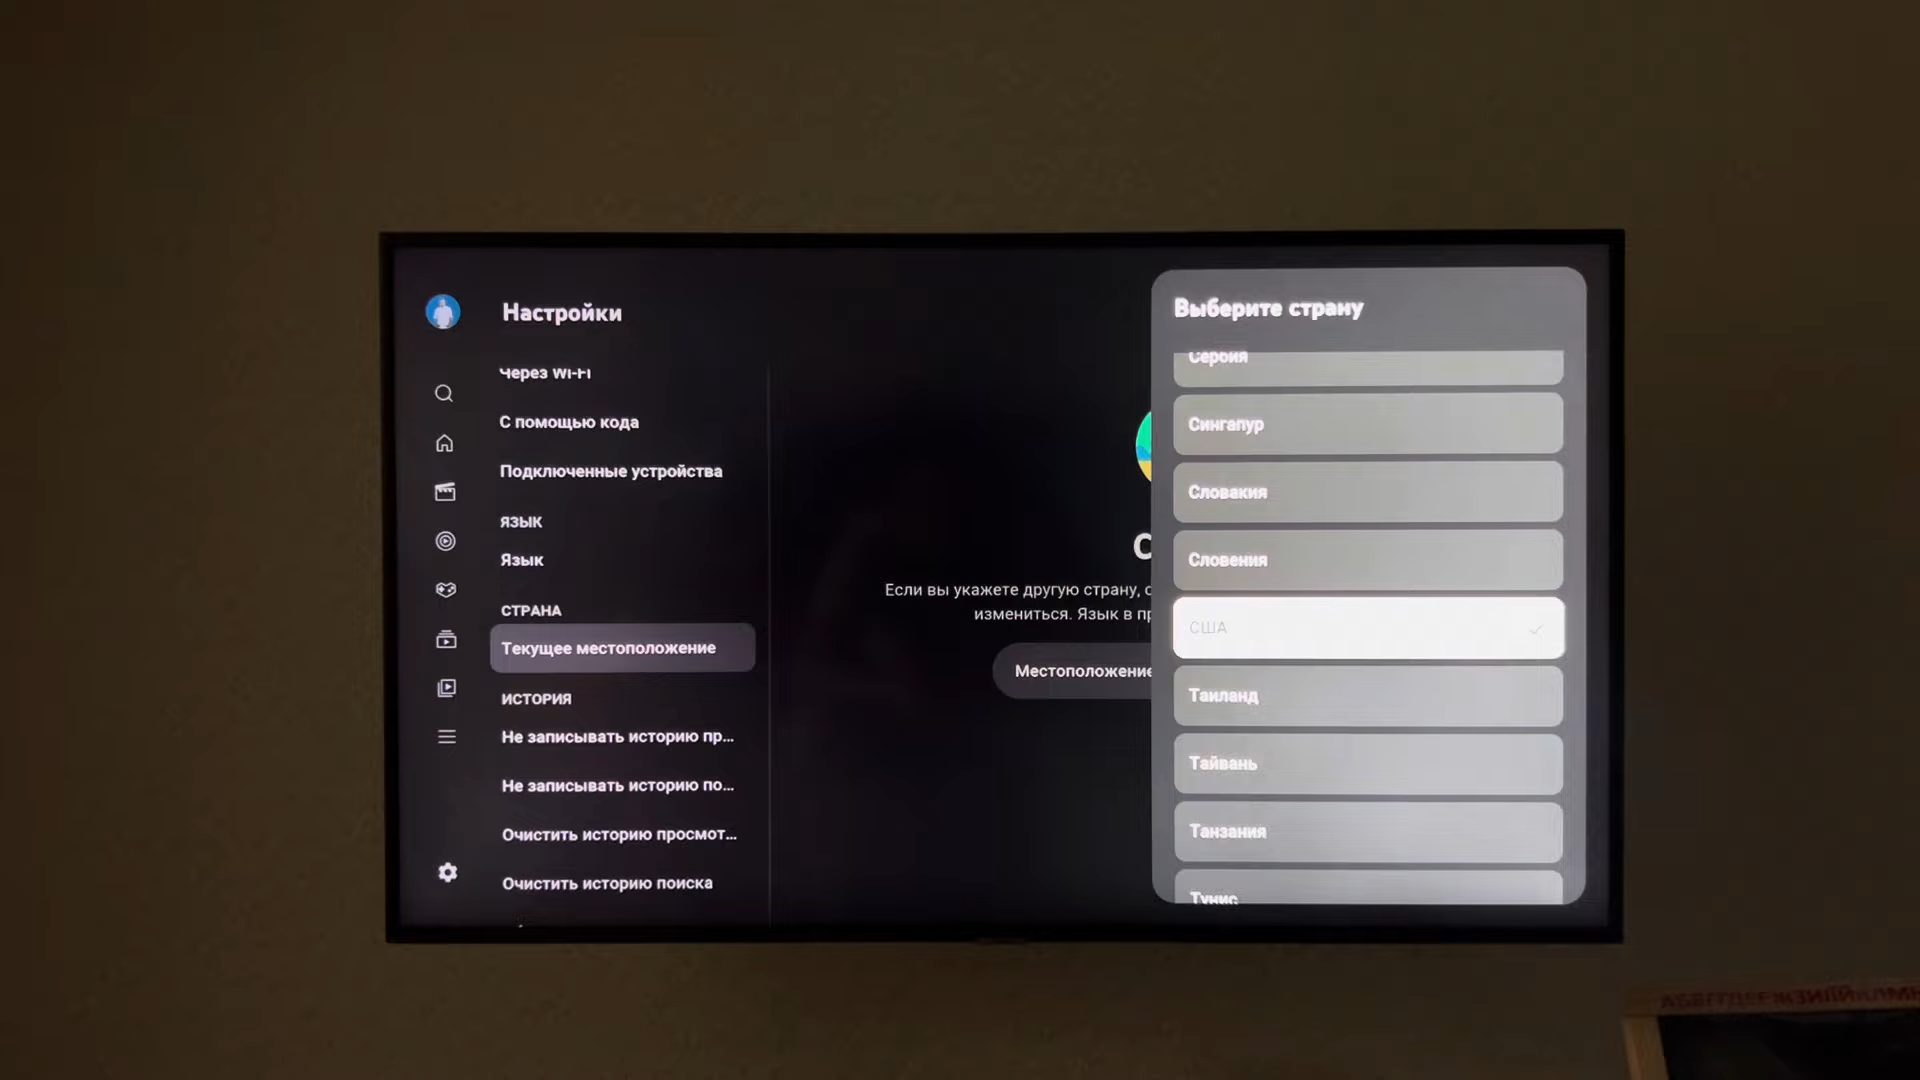 Настройки
Через Wi-Fi
С помощью кода
Подключенные устройства
ЯЗЫК
Язык
СТРАНА
Текущее местоположение
ИСТОРИЯ
Не записывать историю пр...
Не записывать историю по...
Очистить историю просмот...
Очистить историю поиска
С
Если вы укажете другую страну, с
измениться. Язык в пр
Местоположение
Выберите страну
Сербия
Сингапур
Словакия
Словения
США
Таиланд
Тайвань
Танзания
Тунис